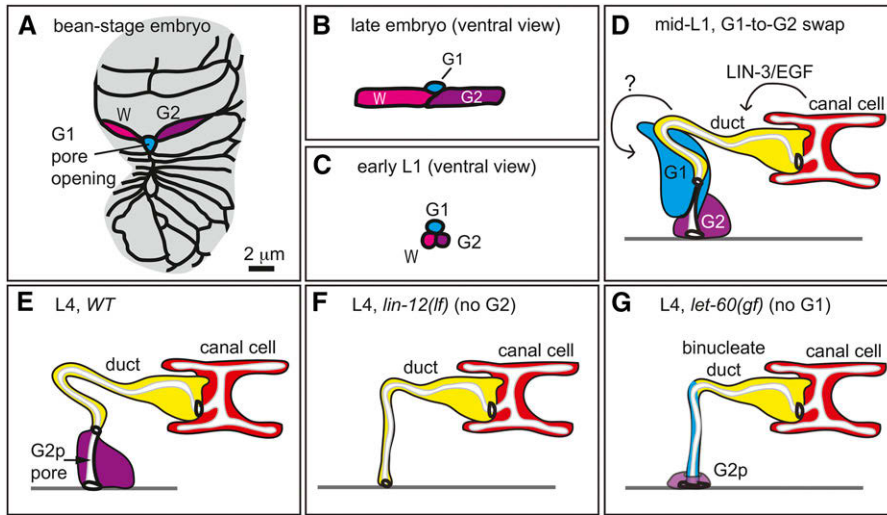 A bean-stage embryo
W G2
G1
pore
opening
2 μm
B late embryo (ventral view)
G1
W G2
C early L1 (ventral view)
G1
W G2
D mid-L1, G1-to-G2 swap
LIN-3/EGF
?
duct
canal cell
G1
G2
E L4, WT
duct
canal cell
G2p
pore
F L4, lin-12(lf) (no G2)
duct
canal cell
G L4, let-60(gf) (no G1)
binucleate
duct
canal cell
G2p